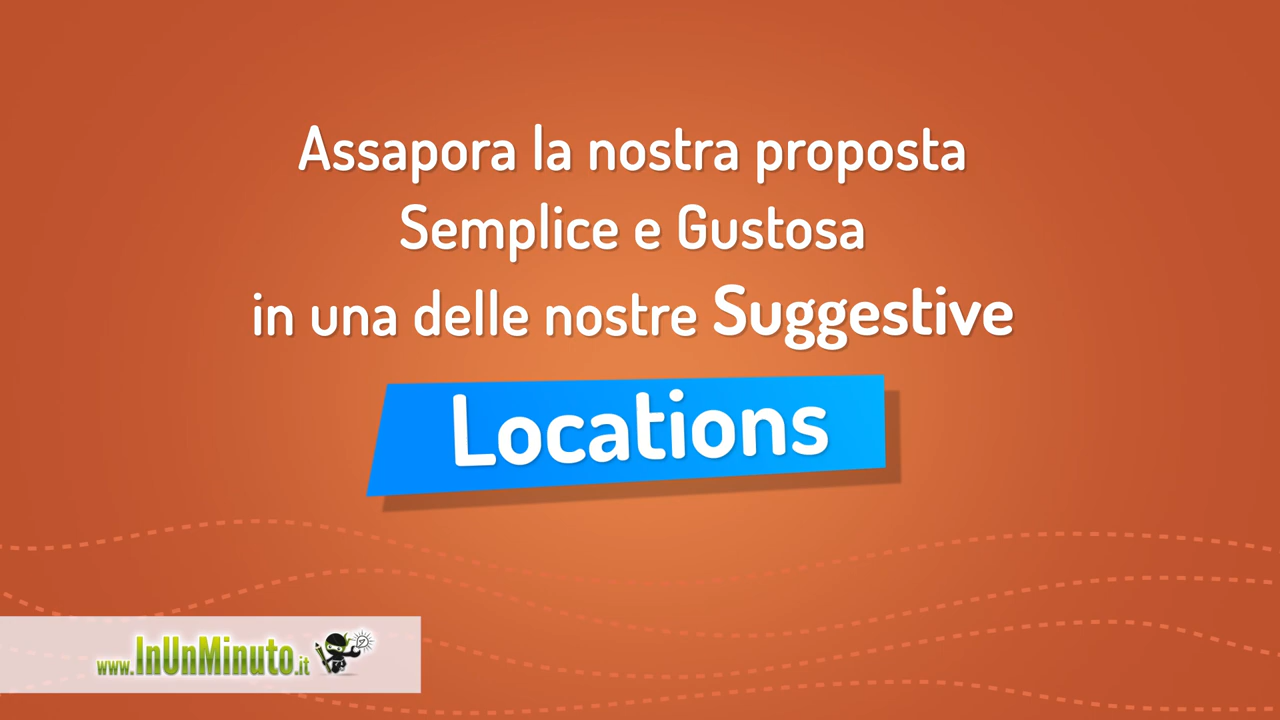 Assapora la nostra proposta
Semplice e Gustosa
in una delle nostre Suggestive
Locations
www.InUnMinuto.it